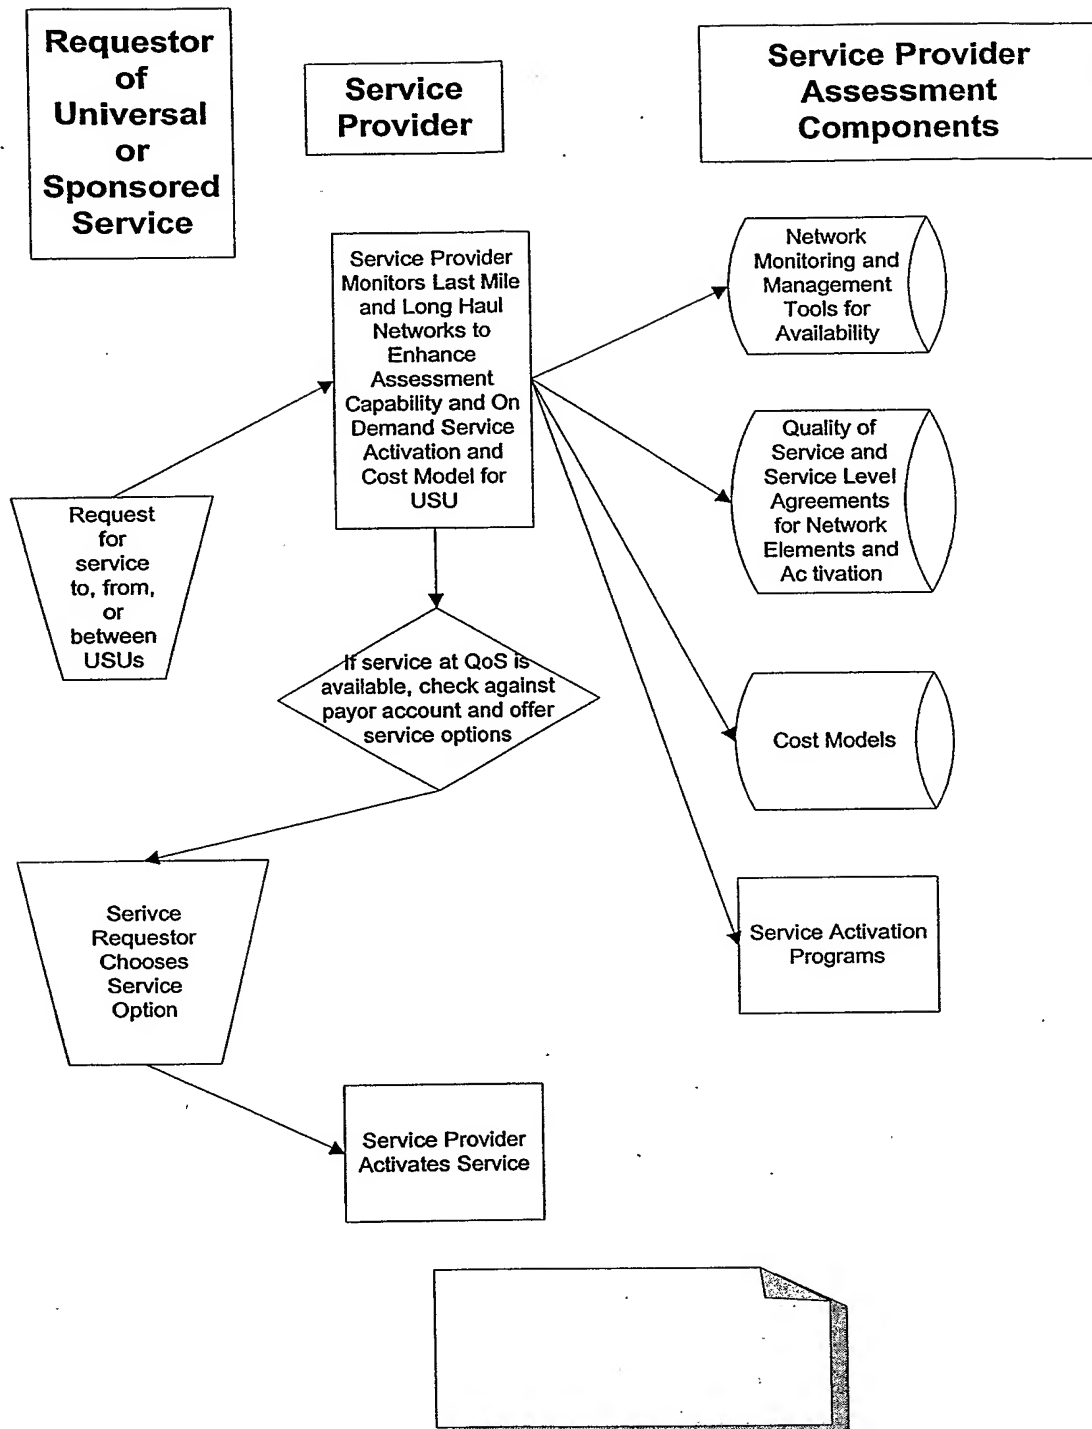 Requestor
of
Universal
or
Sponsored
Service
Service
Provider
Service Provider
Assessment
Components
Service Provider
Monitors Last Mile
and Long Haul
Networks to
Enhance
Assessment
Capability and On
Demand Service
Activation and
Cost Model for
USU
Network
Monitoring and
Management
Tools for
Availability
Quality of
Service and
Service Level
Agreements
for Network
Elements and
Ac tivation
Request
for
service
to, from,
or
between
USUs
If service at QoS is
available, check against
payor account and offer
service options
Cost Models
Serivce
Requestor
Chooses
Service
Option
Service Activation
Programs
Service Provider
Activates Service